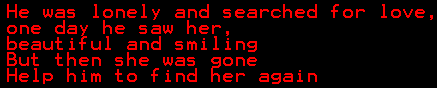 He was lonely and searched for love,
one day he saw her,
beautiful and smiling
But then she was gone
Help him to find her again